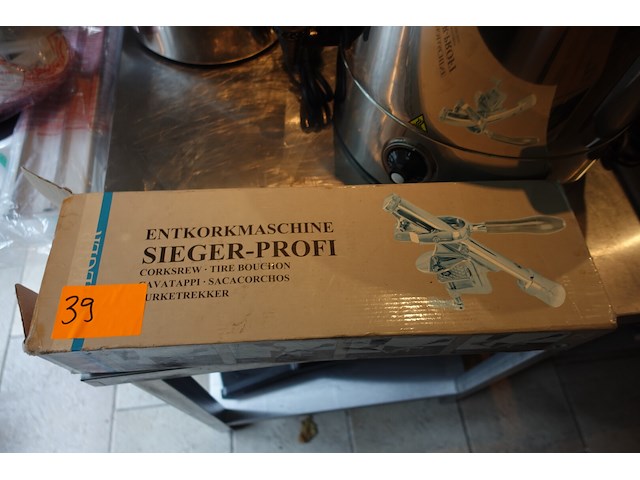 ENTKORKMASCHINE
SIEGER-PROFI
CORKSREW · TIRE BOUCHON
CAVATAPPI · SACACORCHOS
KURKETREKKER
39